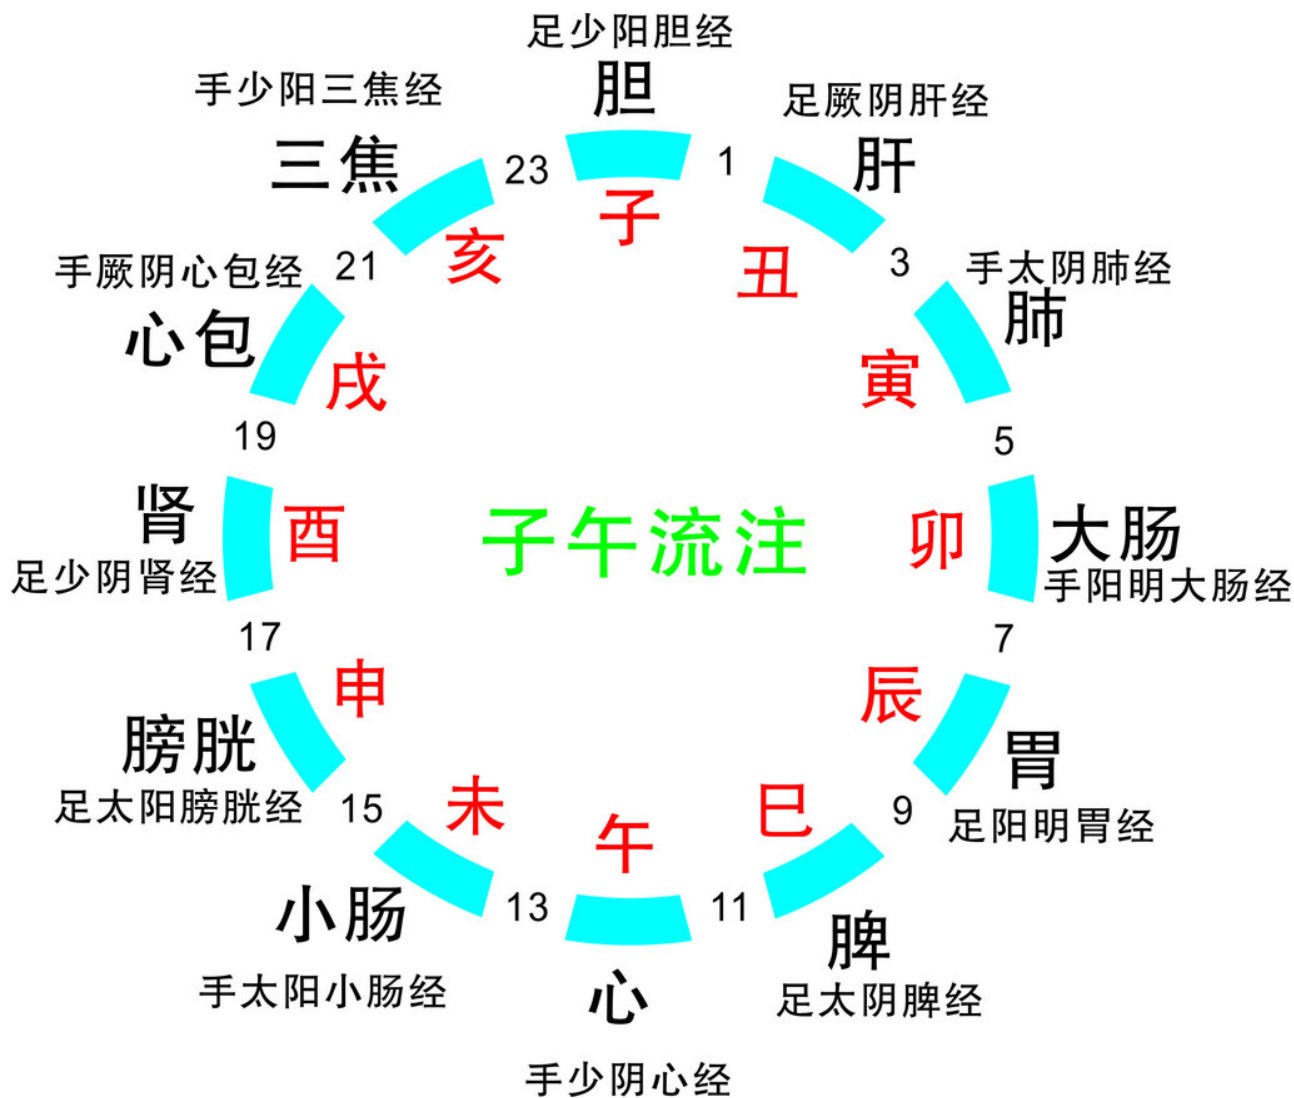 足少阳胆经
胆
子
1
足厥阴肝经
肝
丑
3
手太阴肺经
肺
寅
5
大肠
手阳明大肠经
卯
7
胃
足阳明胃经
辰
9
脾
足太阴脾经
巳
11
心
手少阴心经
午
13
小肠
手太阳小肠经
未
15
膀胱
足太阳膀胱经
申
17
肾
足少阴肾经
酉
19
手厥阴心包经
心包
戌
21
手少阳三焦经
三焦
亥
23
子午流注